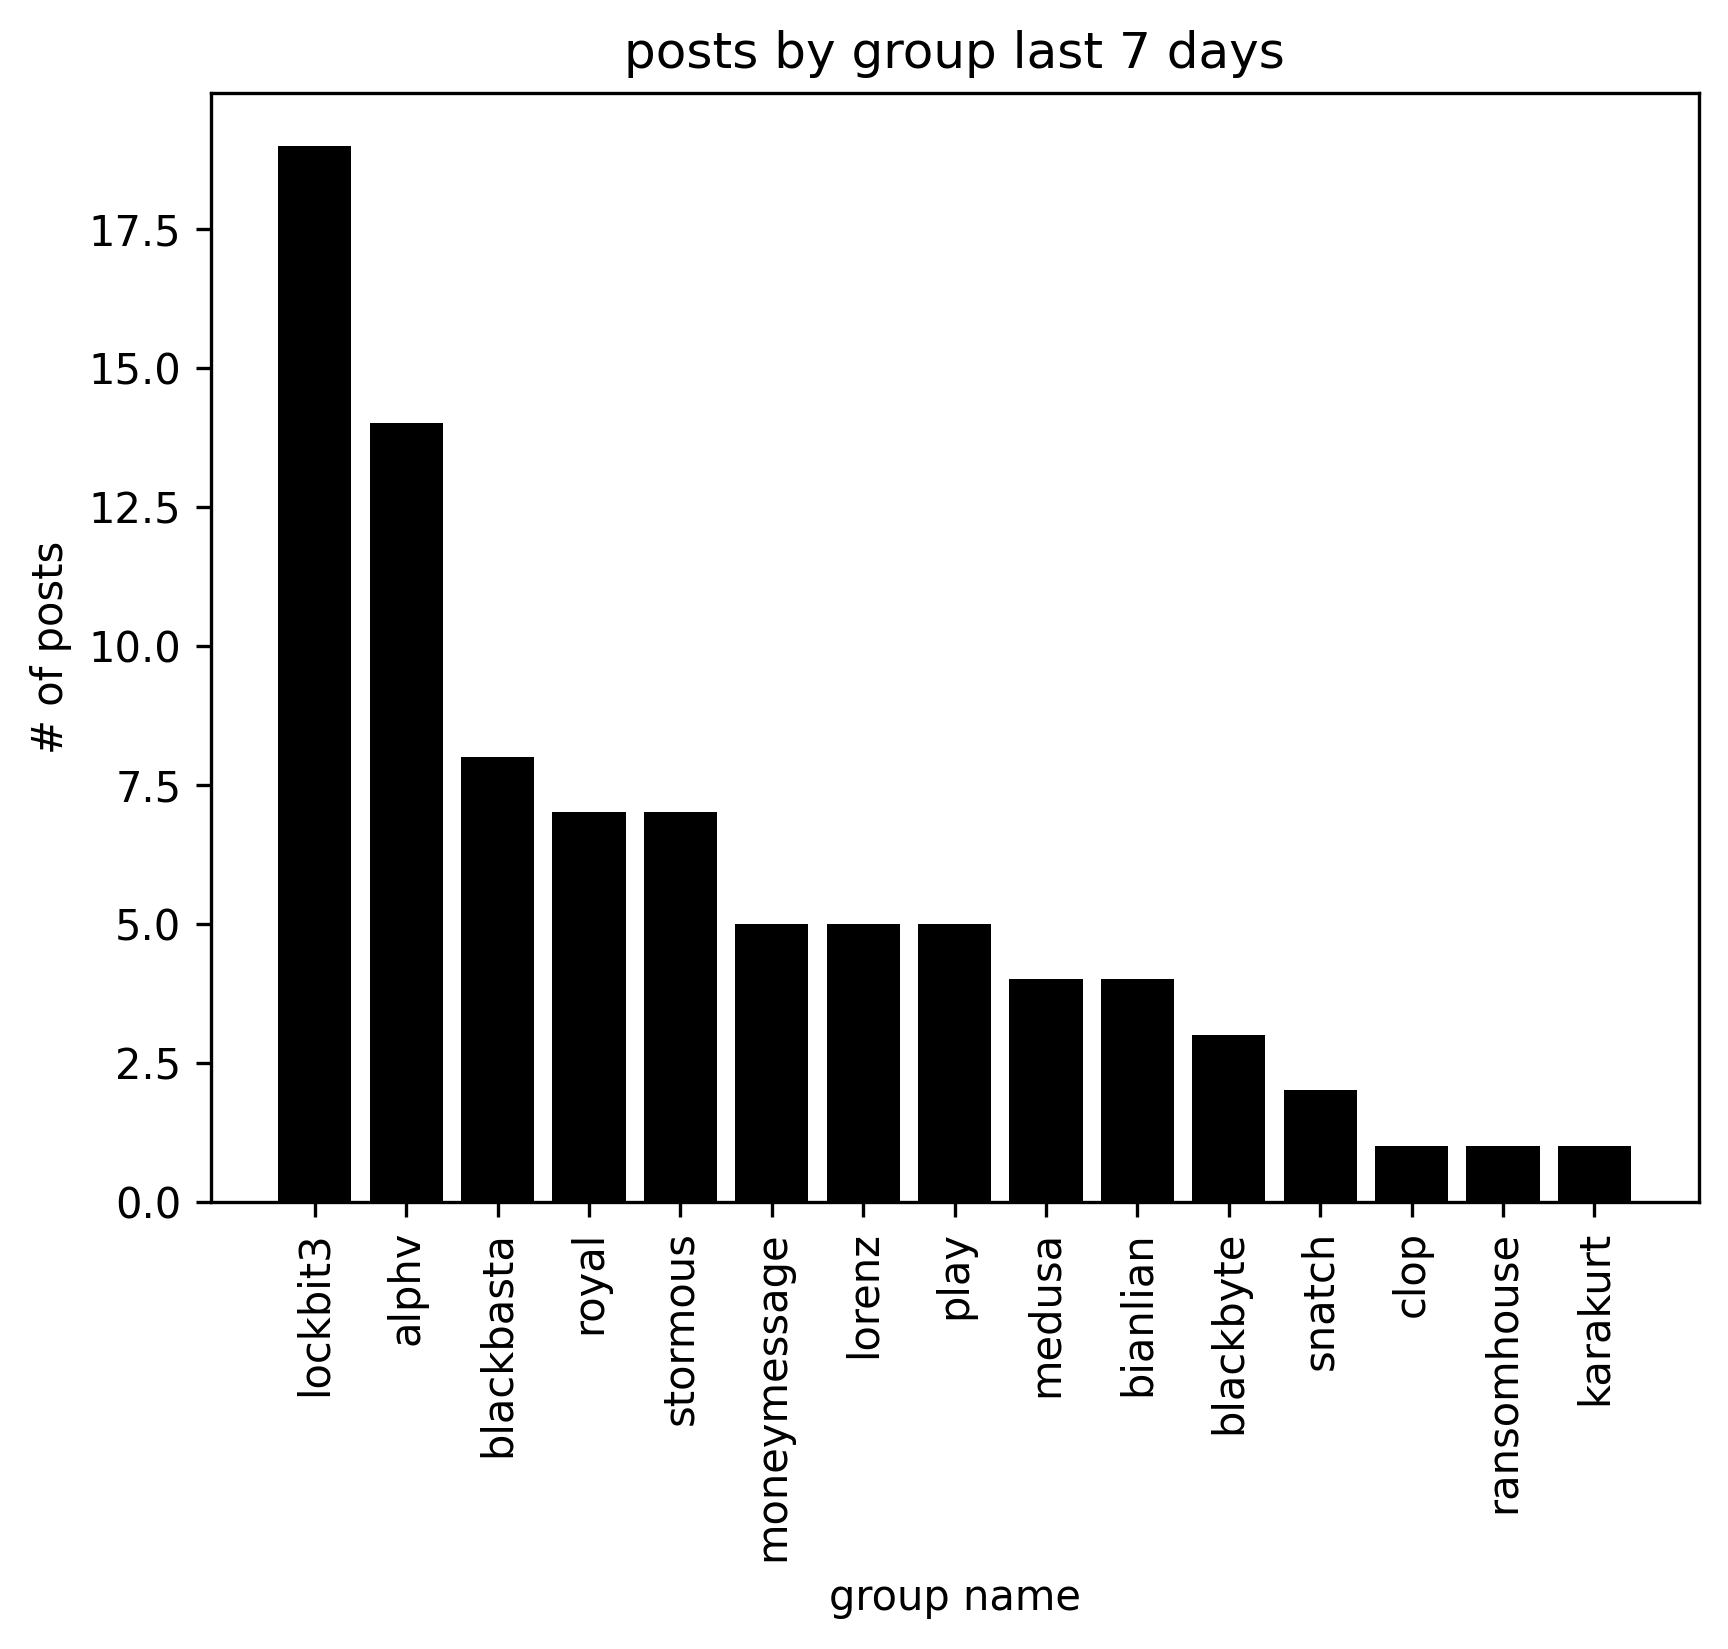 posts by group last 7 days
# of posts
17.5
15.0
12.5
10.0
7.5
5.0
2.5
0.0
lockbit3
alphv
blackbasta
royal
stormous
moneymessage
lorenz
play
medusa
bianlian
blackbyte
snatch
clop
ransomhouse
karakurt
group name